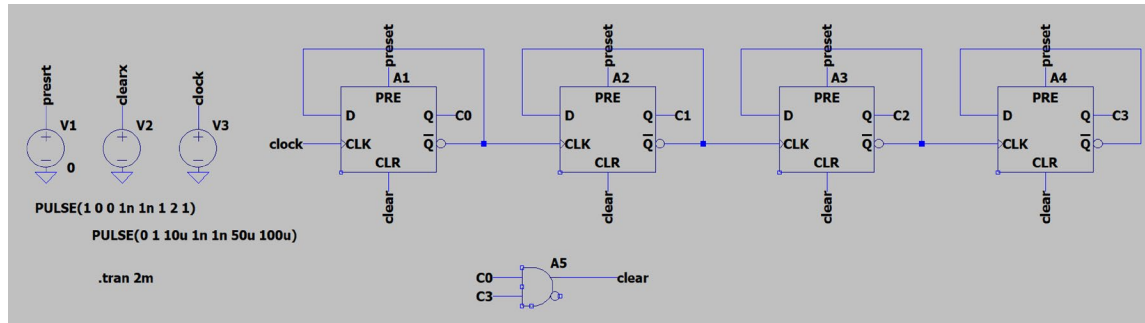 presrt
clearx
clock
V1
V2
V3
0
PULSE(1 0 0 1n 1n 1 2 1)
PULSE(0 1 10u 1n 1n 50u 100u)
.tran 2m
preset
A1
PRE
D
Q
C0
clock
CLK
Q
CLR
clear
preset
A2
PRE
D
Q
C1
CLK
Q
CLR
clear
preset
A3
PRE
D
Q
C2
CLK
Q
CLR
clear
preset
A4
PRE
D
Q
C3
CLK
Q
CLR
clear
A5
C0
C3
clear